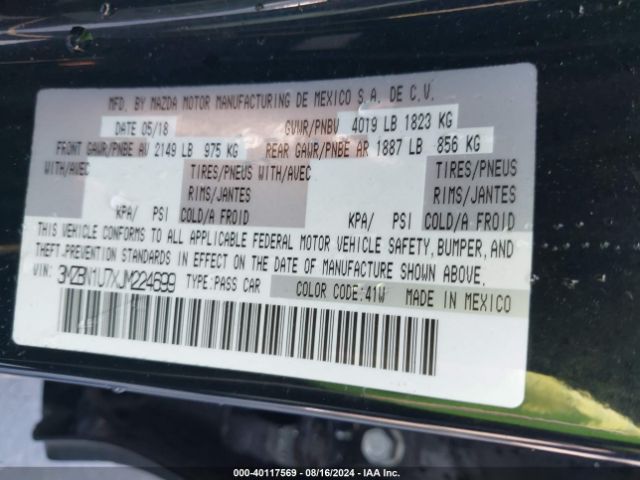 MFD. BY MAZDA MOTOR MANUFACTURING DE MEXICO S.A. DE C.V.
DATE 05/18 GVWR/PNBV 4019 LB 1823 KG
FRONT GAWR/PNBE AV 2149 LB 975 KG REAR GAWR/PNBE AR 1887 LB 856 KG
WITH/AVEC TIRES/PNEUS WITH/AVEC TIRES/PNEUS
RIMS/JANTES RIMS/JANTES
KPA/ PSI COLD/A FROID KPA/ PSI COLD/A FROID
THIS VEHICLE CONFORMS TO ALL APPLICABLE FEDERAL MOTOR VEHICLE SAFETY, BUMPER, AND
THEFT PREVENTION STANDARDS IN EFFECT ON THE DATE OF MANUFACTURE SHOWN ABOVE.
VIN: 3MZBN1U7XJM224699 TYPE:PASS CAR COLOR CODE:41W MADE IN MEXICO
000-40117569 - 08/16/2024 - IAA Inc.